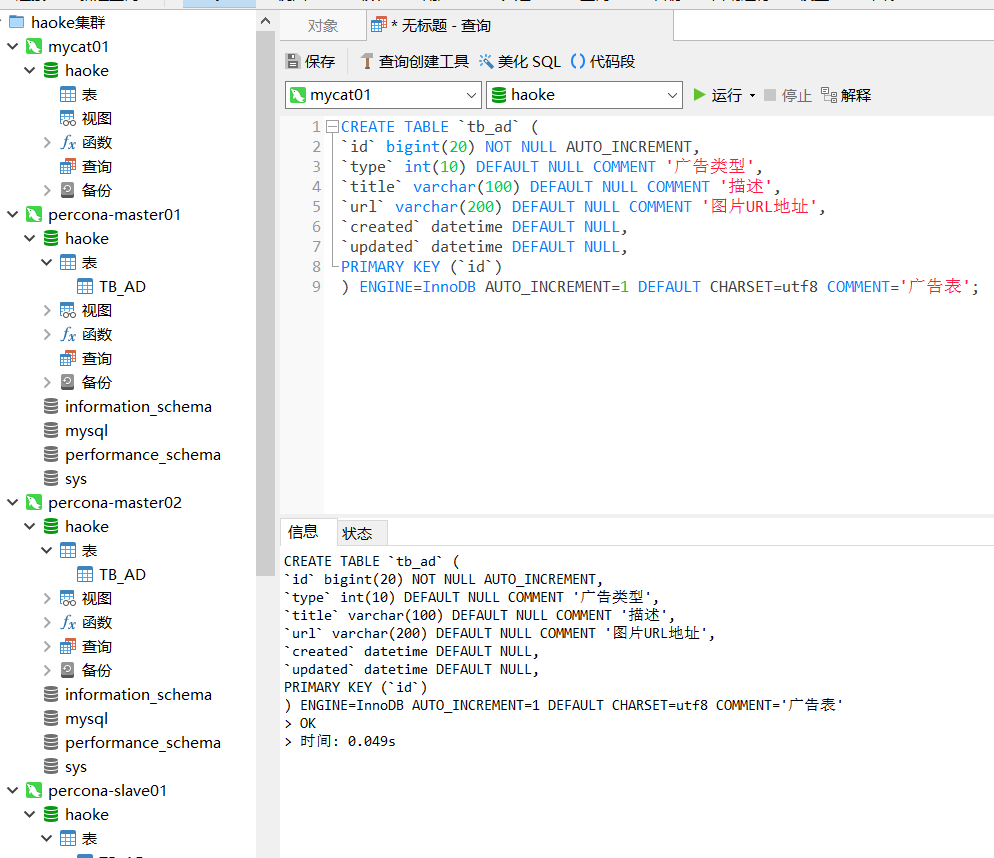 haoke集群
mycat01
haoke
表
视图
函数
查询
备份
percona-master01
haoke
表
TB_AD
视图
函数
查询
备份
information_schema
mysql
performance_schema
sys
percona-master02
haoke
表
TB_AD
视图
函数
查询
备份
information_schema
mysql
performance_schema
sys
percona-slave01
haoke
表
对象
* 无标题 - 查询
保存 查询创建工具 美化 SQL () 代码段
mycat01 haoke 运行 停止 解释
1 CREATE TABLE `tb_ad` (
2 `id` bigint(20) NOT NULL AUTO_INCREMENT,
3 `type` int(10) DEFAULT NULL COMMENT '广告类型',
4 `title` varchar(100) DEFAULT NULL COMMENT '描述',
5 `url` varchar(200) DEFAULT NULL COMMENT '图片URL地址',
6 `created` datetime DEFAULT NULL,
7 `updated` datetime DEFAULT NULL,
8 PRIMARY KEY (`id`)
9 ) ENGINE=InnoDB AUTO_INCREMENT=1 DEFAULT CHARSET=utf8 COMMENT='广告表';
信息 状态
CREATE TABLE `tb_ad` (
`id` bigint(20) NOT NULL AUTO_INCREMENT,
`type` int(10) DEFAULT NULL COMMENT '广告类型',
`title` varchar(100) DEFAULT NULL COMMENT '描述',
`url` varchar(200) DEFAULT NULL COMMENT '图片URL地址',
`created` datetime DEFAULT NULL,
`updated` datetime DEFAULT NULL,
PRIMARY KEY (`id`)
) ENGINE=InnoDB AUTO_INCREMENT=1 DEFAULT CHARSET=utf8 COMMENT='广告表'
> OK
> 时间: 0.049s